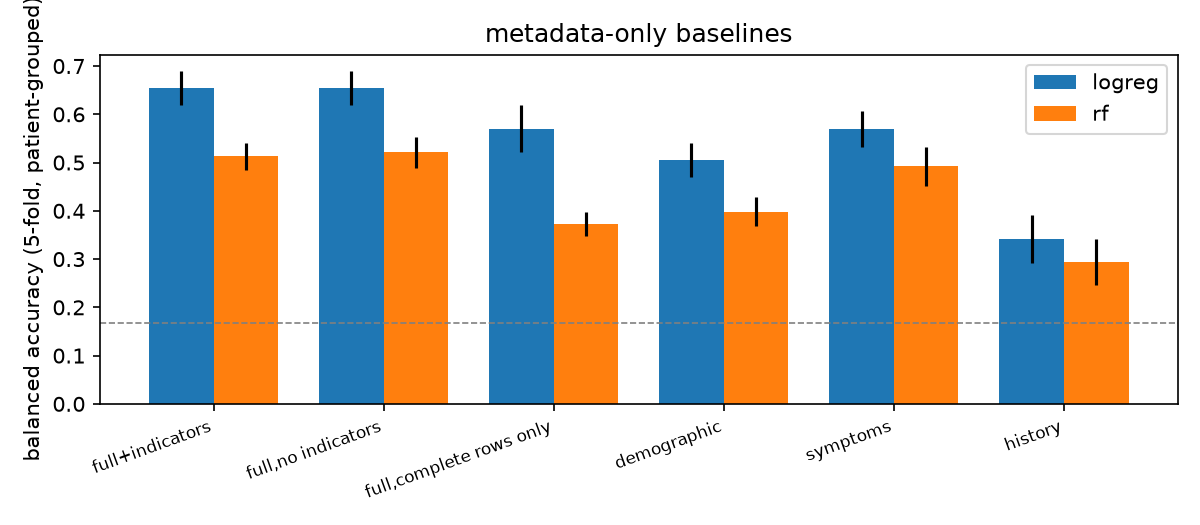 metadata-only baselines
balanced accuracy (5-fold, patient-grouped)
0.7
0.6
0.5
0.4
0.3
0.2
0.1
0.0
logreg
rf
full+indicators
full,no indicators
full,complete rows only
demographic
symptoms
history